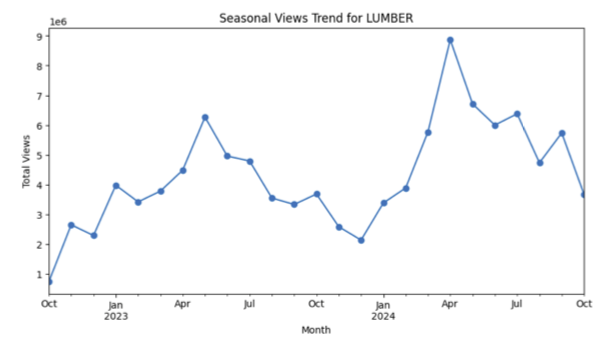 Seasonal Views Trend for LUMBER
1e6
9
8
7
6
5
4
3
2
1
Total Views
Oct Jan Apr Jul Oct Jan Apr Jul Oct
2023 2024
Month